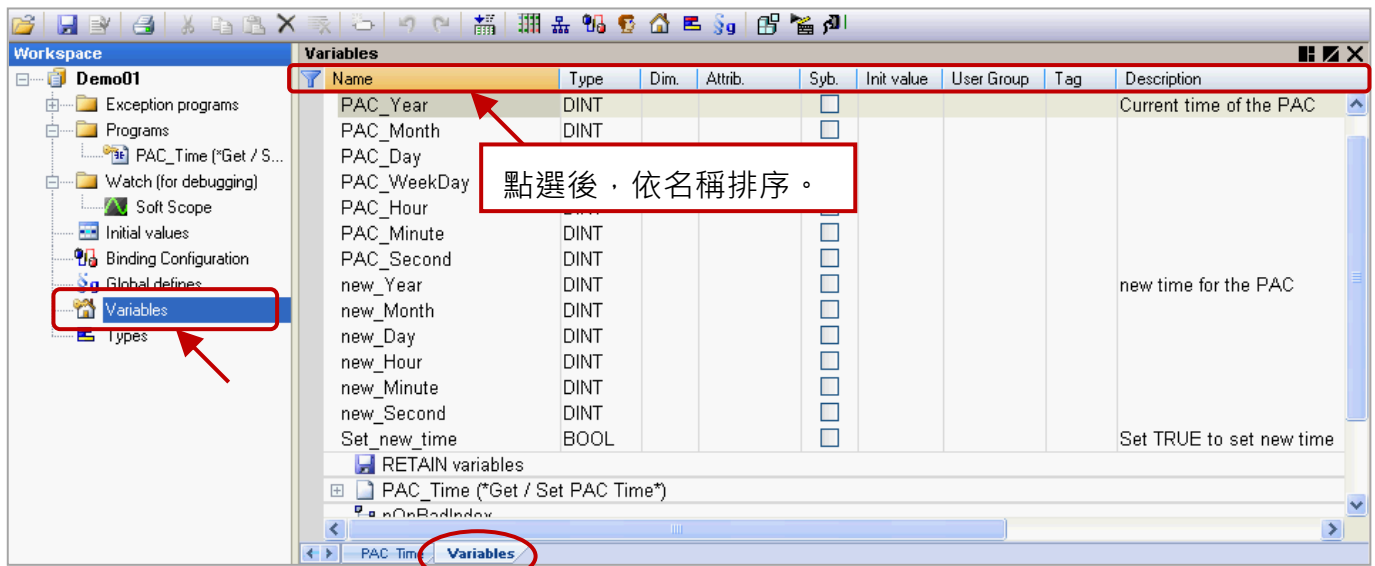 Workspace
Variables
Demo01
Exception programs
Programs
PAC_Time (*Get / S...
Watch (for debugging)
Soft Scope
Initial values
Binding Configuration
Global defines
Variables
Types
Name Type Dim. Attrib. Syb. Init value User Group Tag Description
PAC_Year DINT Current time of the PAC
PAC_Month DINT
PAC_Day
PAC_WeekDay
PAC_Hour DINT
PAC_Minute DINT
PAC_Second DINT
new_Year DINT new time for the PAC
new_Month DINT
new_Day DINT
new_Hour DINT
new_Minute DINT
new_Second DINT
Set_new_time BOOL Set TRUE to set new time
RETAIN variables
PAC_Time (*Get / Set PAC Time*)
nOnBadIndex
點選後，依名稱排序。
PAC Time Variables